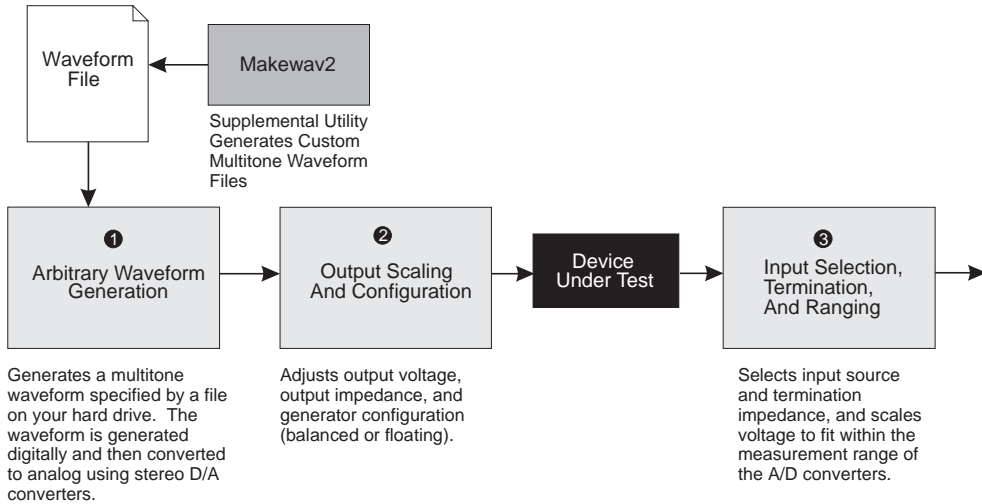 Waveform
File
Makewav2
Supplemental Utility
Generates Custom
Multitone Waveform
Files
1
Arbitrary Waveform
Generation
2
Output Scaling
And Configuration
Device
Under Test
3
Input Selection,
Termination,
And Ranging
Generates a multitone
waveform specified by a file
on your hard drive. The
waveform is generated
digitally and then converted
to analog using stereo D/A
converters.
Adjusts output voltage,
output impedance, and
generator configuration
(balanced or floating).
Selects input source
and termination
impedance, and scales
voltage to fit within the
measurement range of
the A/D converters.